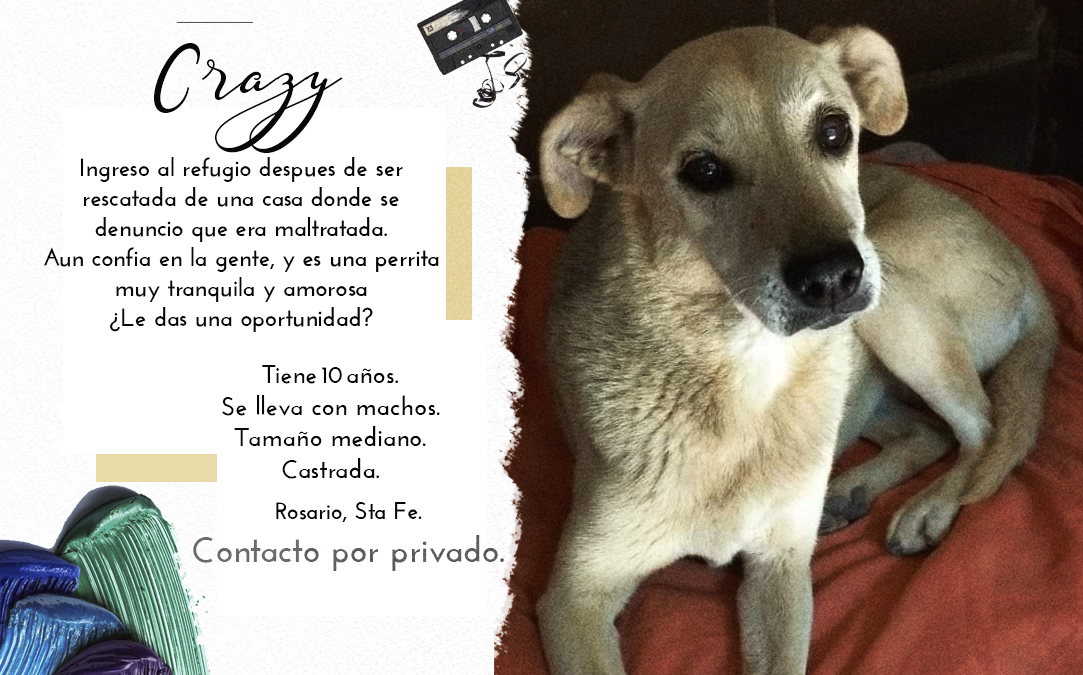 Crazy
Ingreso al refugio despues de ser
rescatada de una casa donde se
denuncio que era maltratada.
Aun confia en la gente, y es una perrita
muy tranquila y amorosa
¿Le das una oportunidad?
Tiene 10 años.
Se lleva con machos.
Tamaño mediano.
Castrada.
Rosario, Sta Fe.
Contacto por privado.